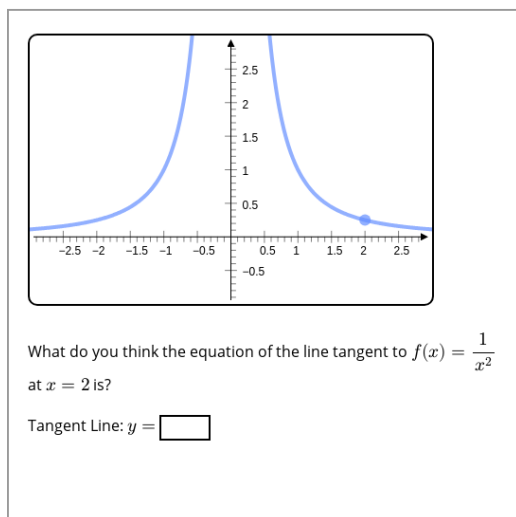 2.5
2
1.5
1
0.5
−2.5 −2 −1.5 −1 −0.5 0.5 1 1.5 2 2.5
−0.5
What do you think the equation of the line tangent to f(x) = 1/x²
at x = 2 is?
Tangent Line: y =